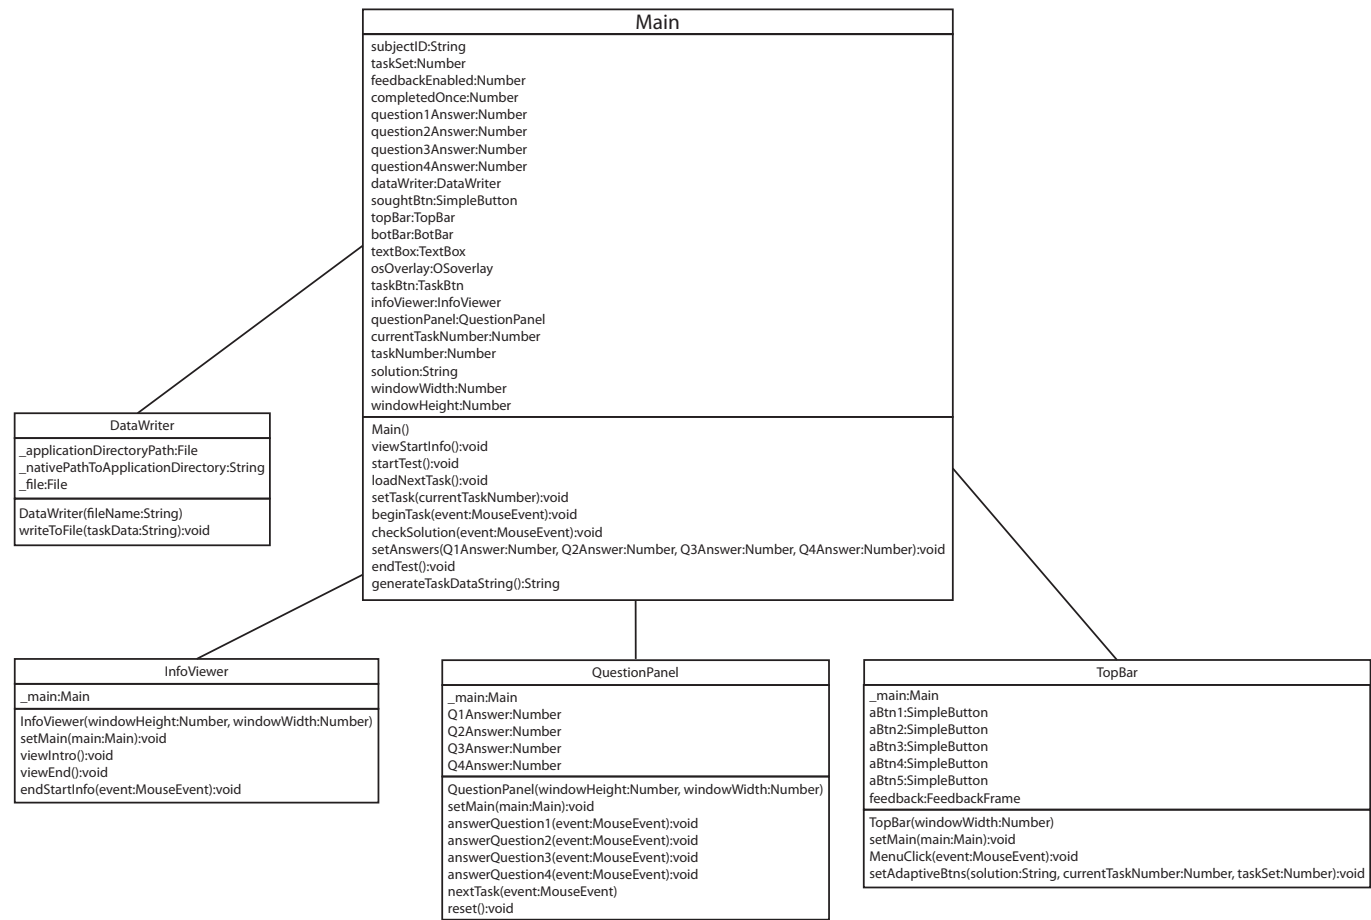 Main
subjectID:String
taskSet:Number
feedbackEnabled:Number
completedOnce:Number
question1Answer:Number
question2Answer:Number
question3Answer:Number
question4Answer:Number
dataWriter:DataWriter
soughtBtn:SimpleButton
topBar:TopBar
botBar:BotBar
textBox:TextBox
osOverlay:OSoverlay
taskBtn:TaskBtn
infoViewer:InfoViewer
questionPanel:QuestionPanel
currentTaskNumber:Number
taskNumber:Number
solution:String
windowWidth:Number
windowHeight:Number
Main()
viewStartInfo():void
startTest():void
loadNextTask():void
setTask(currentTaskNumber):void
beginTask(event:MouseEvent):void
checkSolution(event:MouseEvent):void
setAnswers(Q1Answer:Number, Q2Answer:Number, Q3Answer:Number, Q4Answer:Number):void
endTest():void
generateTaskDataString():String
DataWriter
_applicationDirectoryPath:File
_nativePathToApplicationDirectory:String
_file:File
DataWriter(fileName:String)
writeToFile(taskData:String):void
InfoViewer
_main:Main
InfoViewer(windowHeight:Number, windowWidth:Number)
setMain(main:Main):void
viewIntro():void
viewEnd():void
endStartInfo(event:MouseEvent):void
QuestionPanel
_main:Main
Q1Answer:Number
Q2Answer:Number
Q3Answer:Number
Q4Answer:Number
QuestionPanel(windowHeight:Number, windowWidth:Number)
setMain(main:Main):void
answerQuestion1(event:MouseEvent):void
answerQuestion2(event:MouseEvent):void
answerQuestion3(event:MouseEvent):void
answerQuestion4(event:MouseEvent):void
nextTask(event:MouseEvent)
reset():void
TopBar
_main:Main
aBtn1:SimpleButton
aBtn2:SimpleButton
aBtn3:SimpleButton
aBtn4:SimpleButton
aBtn5:SimpleButton
feedback:FeedbackFrame
TopBar(windowWidth:Number)
setMain(main:Main):void
MenuClick(event:MouseEvent):void
setAdaptiveBtns(solution:String, currentTaskNumber:Number, taskSet:Number):void